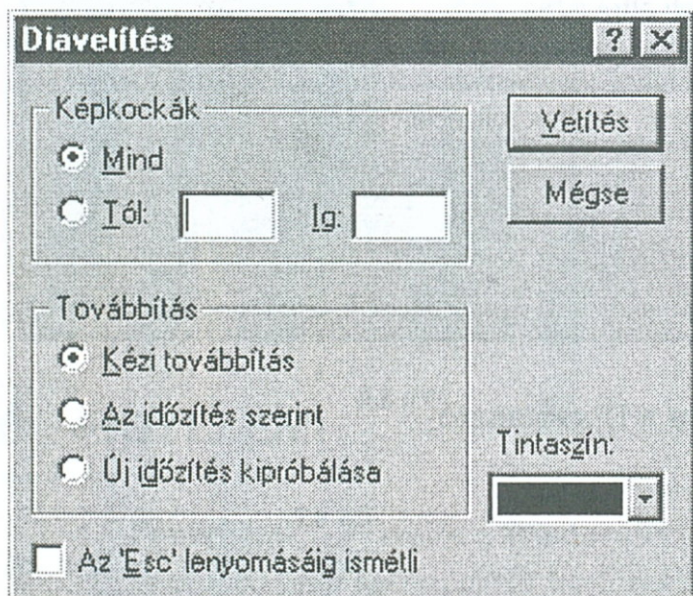 Diavetítés
Képkockák
Mind
Tól:
Ig:
Vetítés
Mégse
Továbbítás
Kézi továbbítás
Az időzítés szerint
Új időzítés kipróbálása
Tintaszín:
Az 'Esc' lenyomásáig ismétli